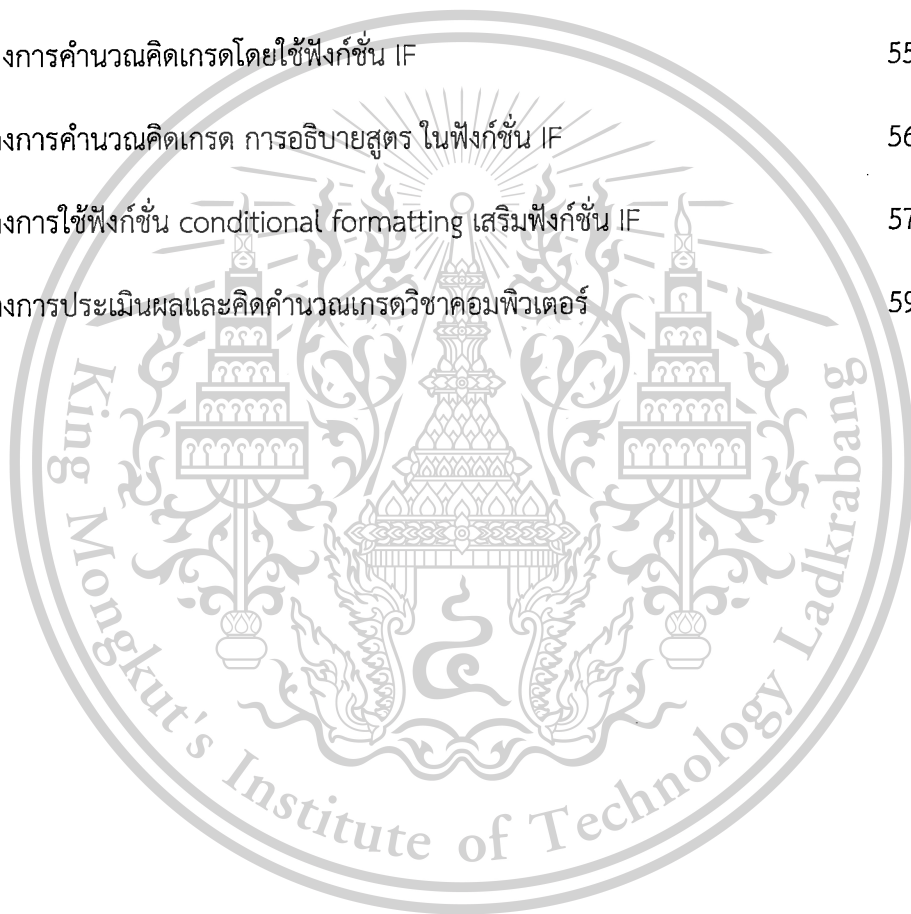 งการคำนวณคิดเกรดโดยใช้ฟังก์ชั่น IF 55
งการคำนวณคิดเกรด การอธิบายสูตร ในฟังก์ชั่น IF 56
งการใช้ฟังก์ชั่น conditional formatting เสริมฟังก์ชั่น IF 57
งการประเมินผลและคิดคำนวณเกรดวิชาคอมพิวเตอร์ 59
King Mongkut's Institute of Technology Ladkrabang